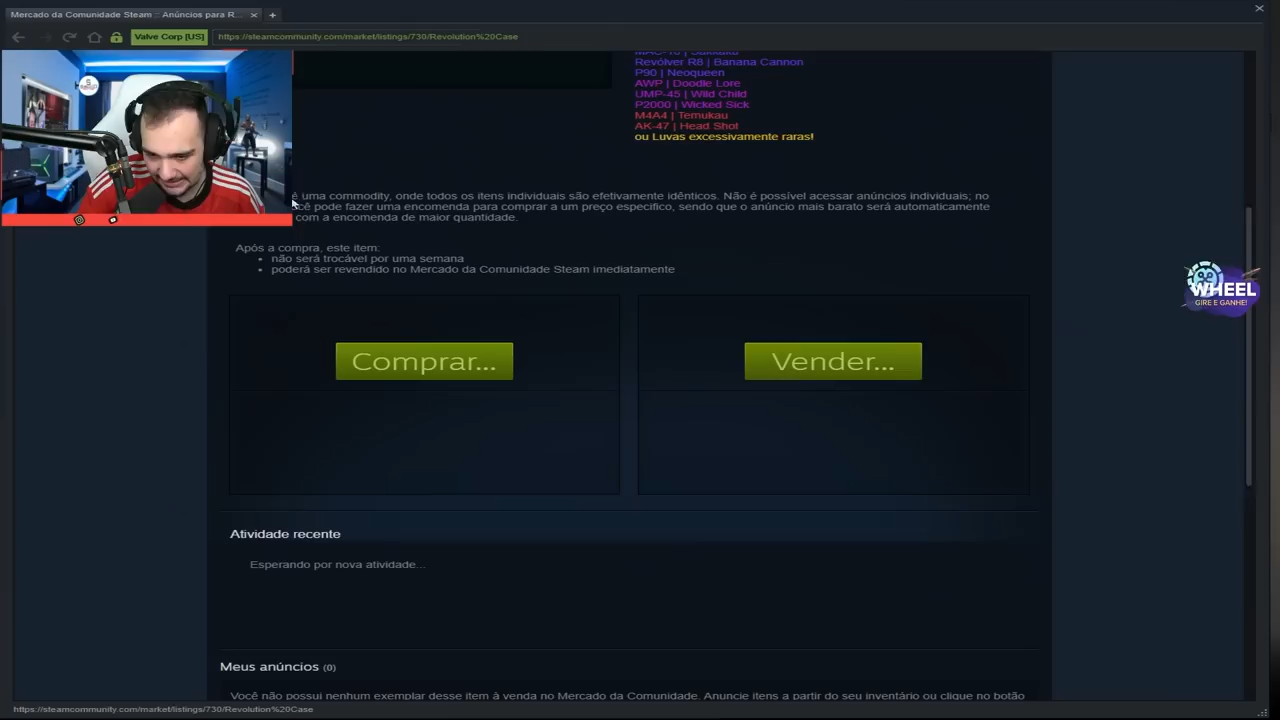 Mercado da Comunidade Steam :: Anúncios para R...
Valve Corp [US]
https://steamcommunity.com/market/listings/730/Revolution%20Case
Revólver R8 | Banana Cannon
P90 | Neoqueen
AWP | Doodle Lore
UMP-45 | Wild Child
P2000 | Wicked Sick
M4A4 | Temukau
AK-47 | Head Shot
ou Luvas excessivamente raras!
é uma commodity, onde todos os itens individuais são efetivamente idênticos. Não é possível acessar anúncios individuais; no
pode fazer uma encomenda para comprar a um preço específico, sendo que o anúncio mais barato será automaticamente
com a encomenda de maior quantidade.
Após a compra, este item:
não será trocável por uma semana
poderá ser revendido no Mercado da Comunidade Steam imediatamente
WHEEL
GIRE E GANHE!
Comprar...
Vender...
Atividade recente
Esperando por nova atividade...
Meus anúncios (0)
Você não possui nenhum exemplar desse item à venda no Mercado da Comunidade. Anuncie itens a partir do seu inventário ou clique no botão
https://steamcommunity.com/market/listings/730/Revolution%20Case